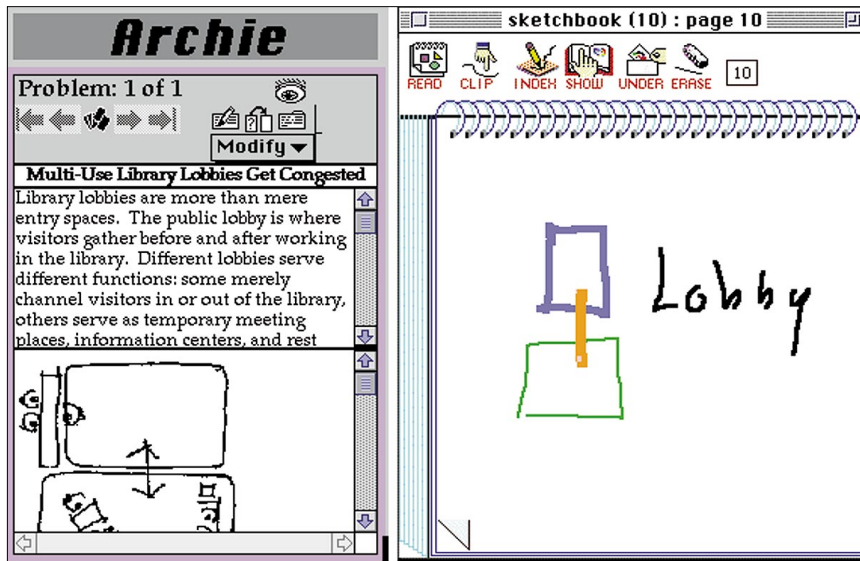 Archie
Problem: 1 of 1
Modify
Multi-Use Library Lobbies Get Congested
Library lobbies are more than mere
entry spaces. The public lobby is where
visitors gather before and after working
in the library. Different lobbies serve
different functions: some merely
channel visitors in or out of the library,
others serve as temporary meeting
places, information centers, and rest
sketchbook (10) : page 10
READ CLIP INDEX SHOW UNDER ERASE 10
Lobby